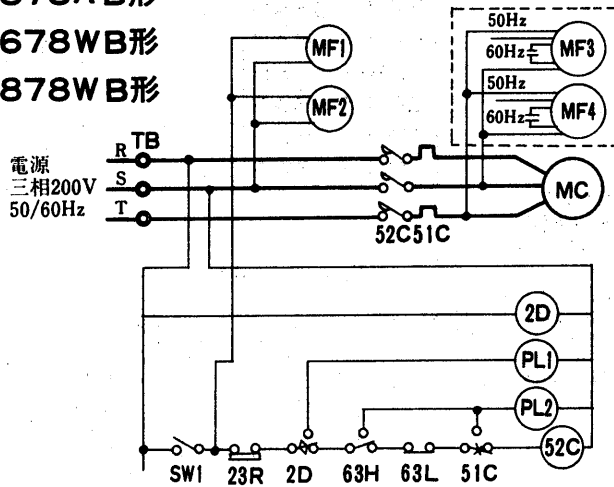 678WB形
878WB形
MF1
MF2
50Hz
60Hz
MF3
50Hz
60Hz
MF4
TB
電源
三相200V
50/60Hz
R
S
T
52C 51C
MC
2D
PL1
PL2
52C
SW1 23R 2D 63H 63L 51C